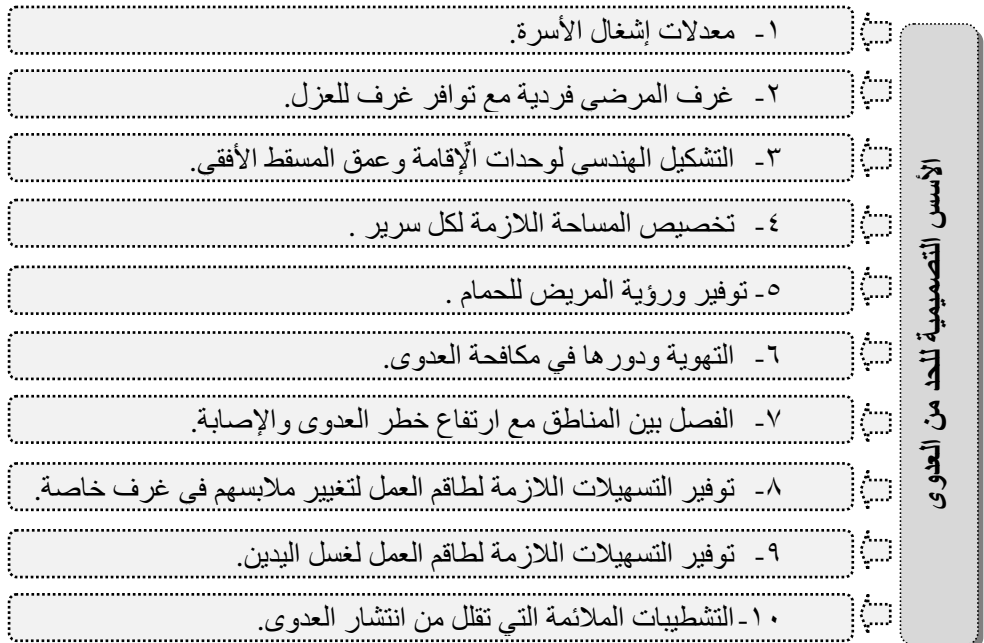 الأسس التصميمية للحد من العدوى
١- معدلات إشغال الأسرة.
٢- غرف المرضى فردية مع توافر غرف للعزل.
٣- التشكيل الهندسى لوحدات الّإقامة وعمق المسقط الأفقى.
٤- تخصيص المساحة اللازمة لكل سرير .
٥- توفير ورؤية المريض للحمام .
٦- التهوية ودورها في مكافحة العدوى.
٧- الفصل بين المناطق مع ارتفاع خطر العدوى والإصابة.
٨- توفير التسهيلات اللازمة لطاقم العمل لتغيير ملابسهم فى غرف خاصة.
٩- توفير التسهيلات اللازمة لطاقم العمل لغسل اليدين.
١٠- التشطيبات الملائمة التي تقلل من انتشار العدوى.